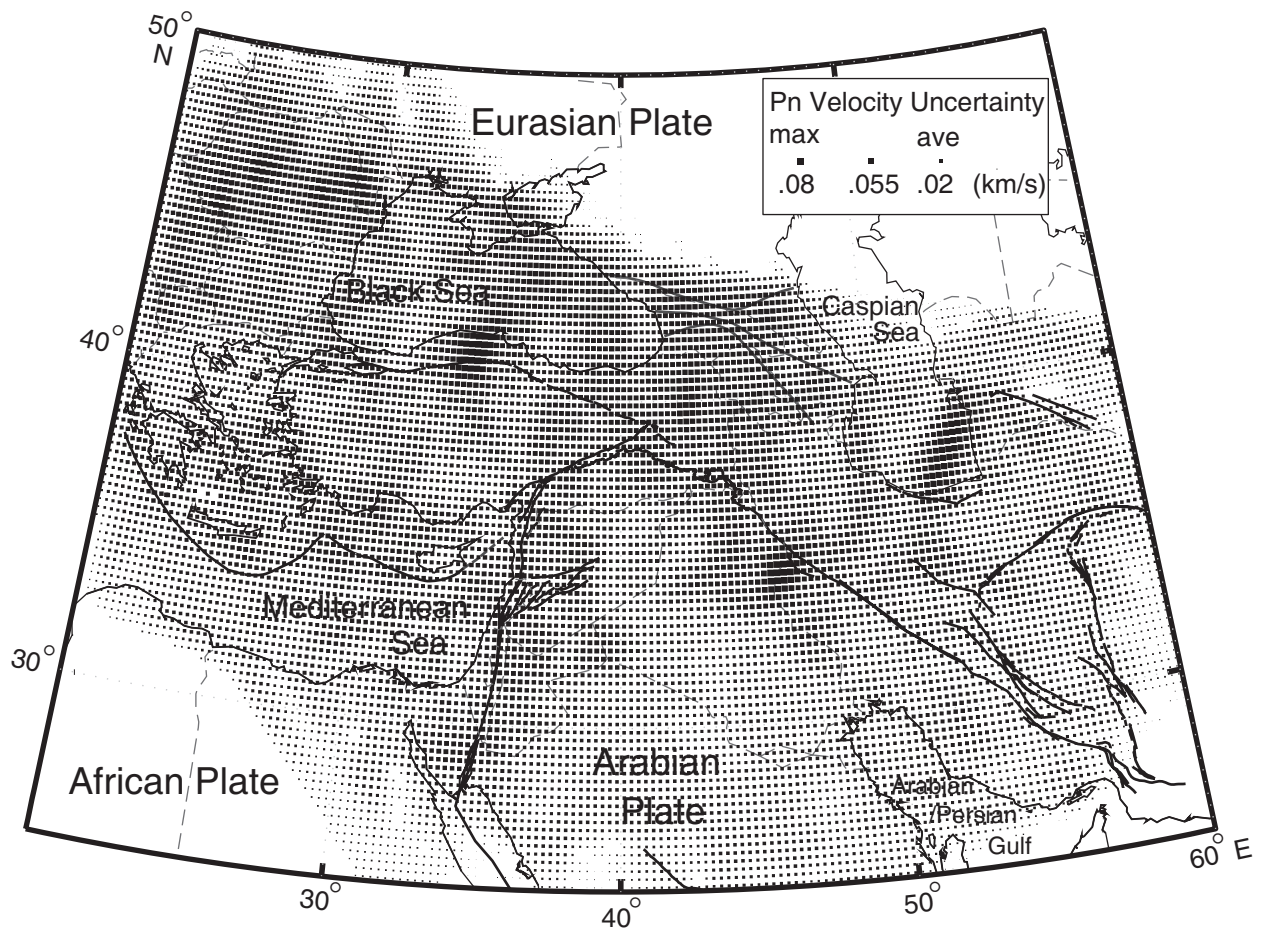 50°
N
Eurasian Plate
Pn Velocity Uncertainty
max ave
.08 .055 .02 (km/s)
Black Sea
Caspian
Sea
40°
Mediterranean
Sea
30°
African Plate
Arabian
Plate
Arabian
/Persian
Gulf
30°
40°
50°
60° E